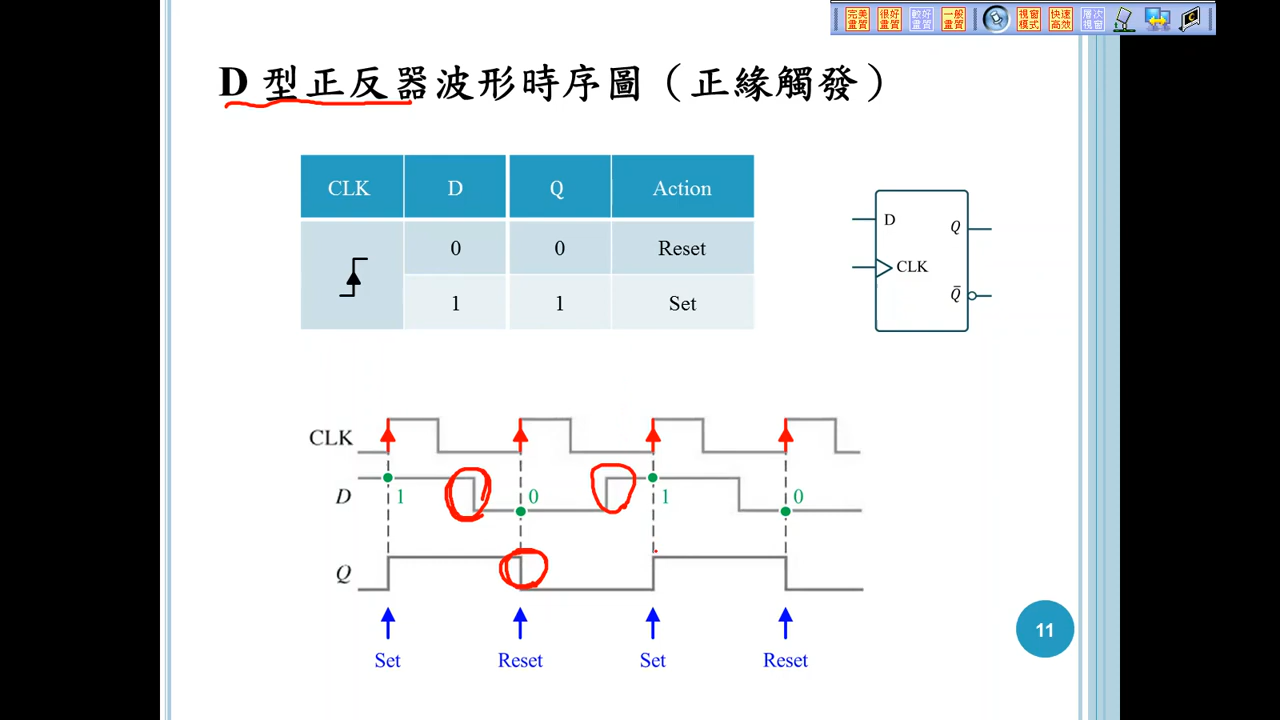 完美畫質 很好畫質 軟好畫質 一般畫質 視窗模式 快速高效 層次視窗
D 型正反器波形時序圖（正緣觸發）
CLK D Q Action
0 0 Reset
1 1 Set
D Q
CLK
Q̅
CLK
D 1 0 1 0
Q
11
Set Reset Set Reset